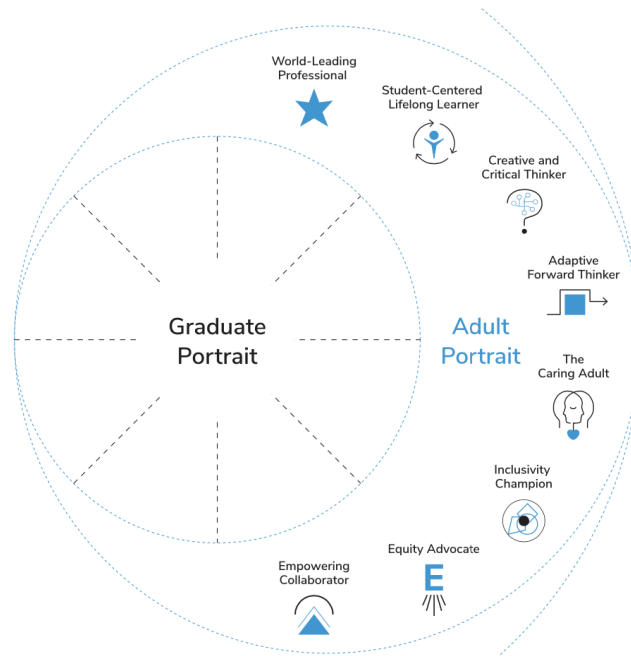 World-Leading
Professional
Student-Centered
Lifelong Learner
Creative and
Critical Thinker
Adaptive
Forward Thinker
Graduate
Portrait
Adult
Portrait
The
Caring Adult
Inclusivity
Champion
Equity Advocate
E
Empowering
Collaborator